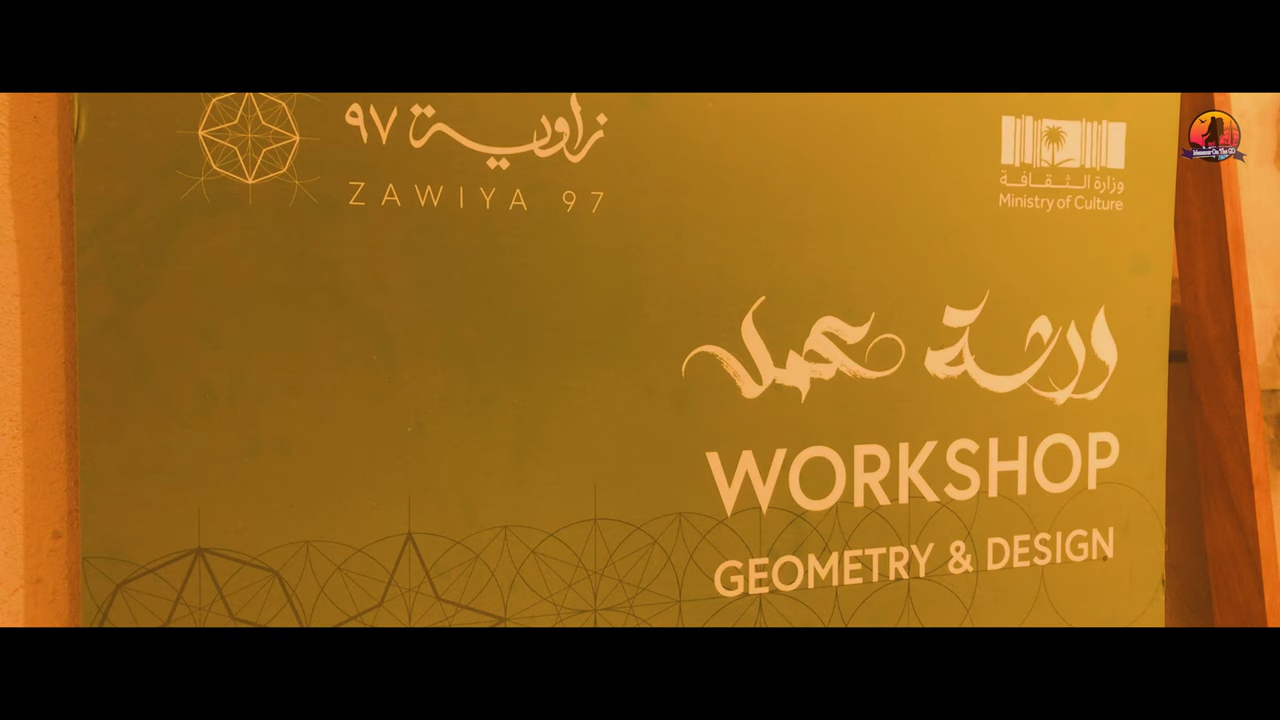 زاوية ٩٧
ZAWIYA 97
وزارة الثقافة
Ministry of Culture
ورشة عمل
WORKSHOP
GEOMETRY & DESIGN